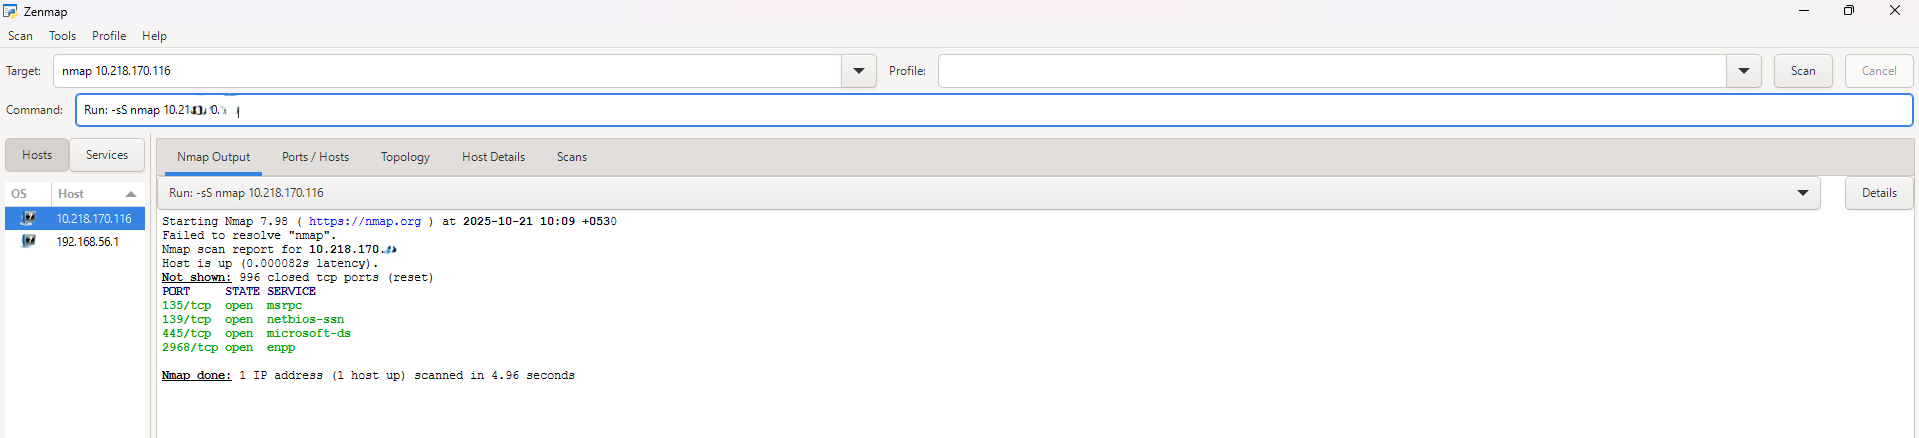 Zenmap
Scan Tools Profile Help
Target: nmap 10.218.170.116 Profile: Scan Cancel
Command: Run: -sS nmap
Hosts Services Nmap Output Ports / Hosts Topology Host Details Scans
OS Host Run: -sS nmap 10.218.170.116 Details
10.218.170.116
192.168.56.1
Starting Nmap 7.98 ( https://nmap.org ) at 2025-10-21 10:09 +0530
Failed to resolve "nmap".
Nmap scan report for 10.218.170.
Host is up (0.000082s latency).
Not shown: 996 closed tcp ports (reset)
PORT STATE SERVICE
135/tcp open msrpc
139/tcp open netbios-ssn
445/tcp open microsoft-ds
2968/tcp open enpp
Nmap done: 1 IP address (1 host up) scanned in 4.96 seconds